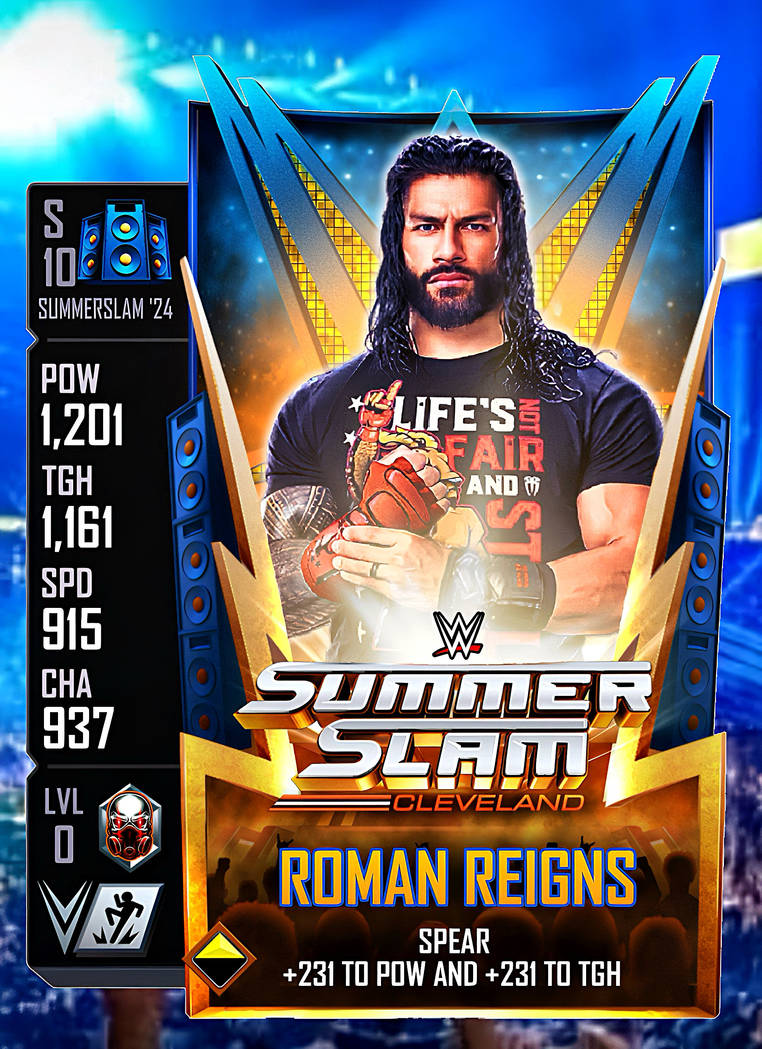 S
10
SUMMERSLAM '24
POW
1,201
TGH
1,161
SPD
915
CHA
937
LVL
0
LIFE'S NOT
FAIR
AND
W
SUMMER
SLAM
CLEVELAND
ROMAN REIGNS
SPEAR
+231 TO POW AND +231 TO TGH